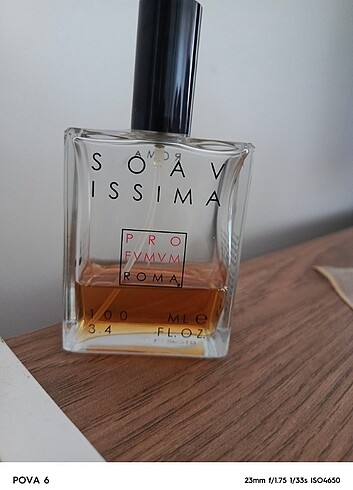 SOAV
ISSIMA
PRO
FVMVM
ROMA
100 ML e
3.4 FL.OZ.
POVA 6
23mm f/1.75 1/33s ISO4650